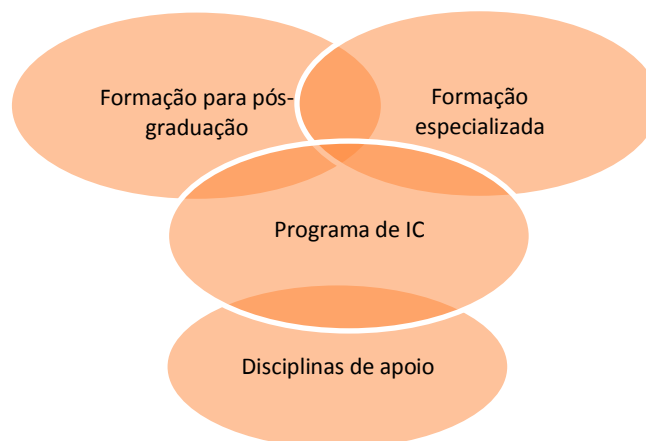 Formação para pós-
graduação
Formação
especializada
Programa de IC
Disciplinas de apoio